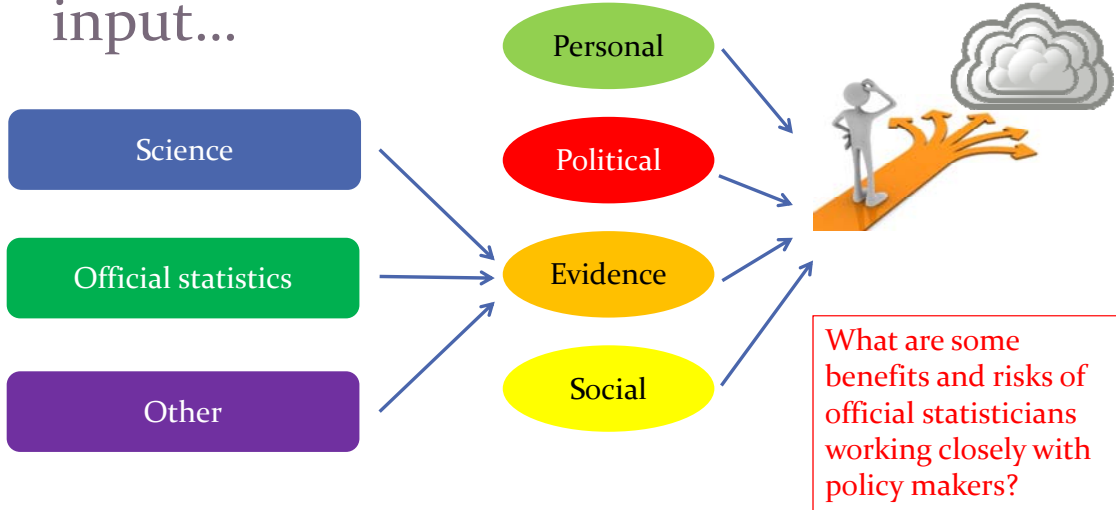 input...
Personal
Science
Political
Official statistics
Evidence
Other
Social
What are some
benefits and risks of
official statisticians
working closely with
policy makers?